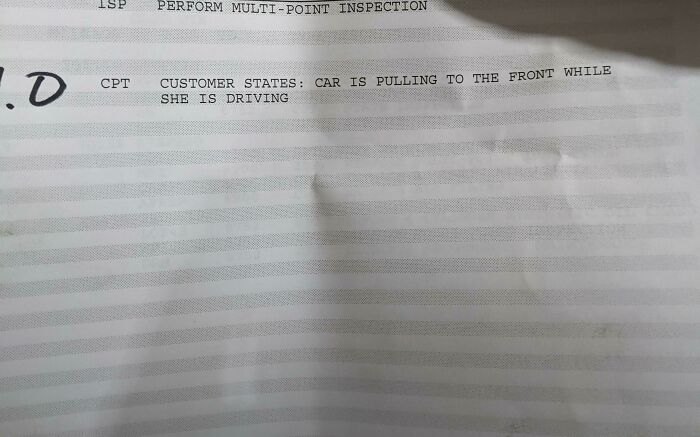 ISP PERFORM MULTI-POINT INSPECTION
CPT CUSTOMER STATES: CAR IS PULLING TO THE FRONT WHILE
SHE IS DRIVING